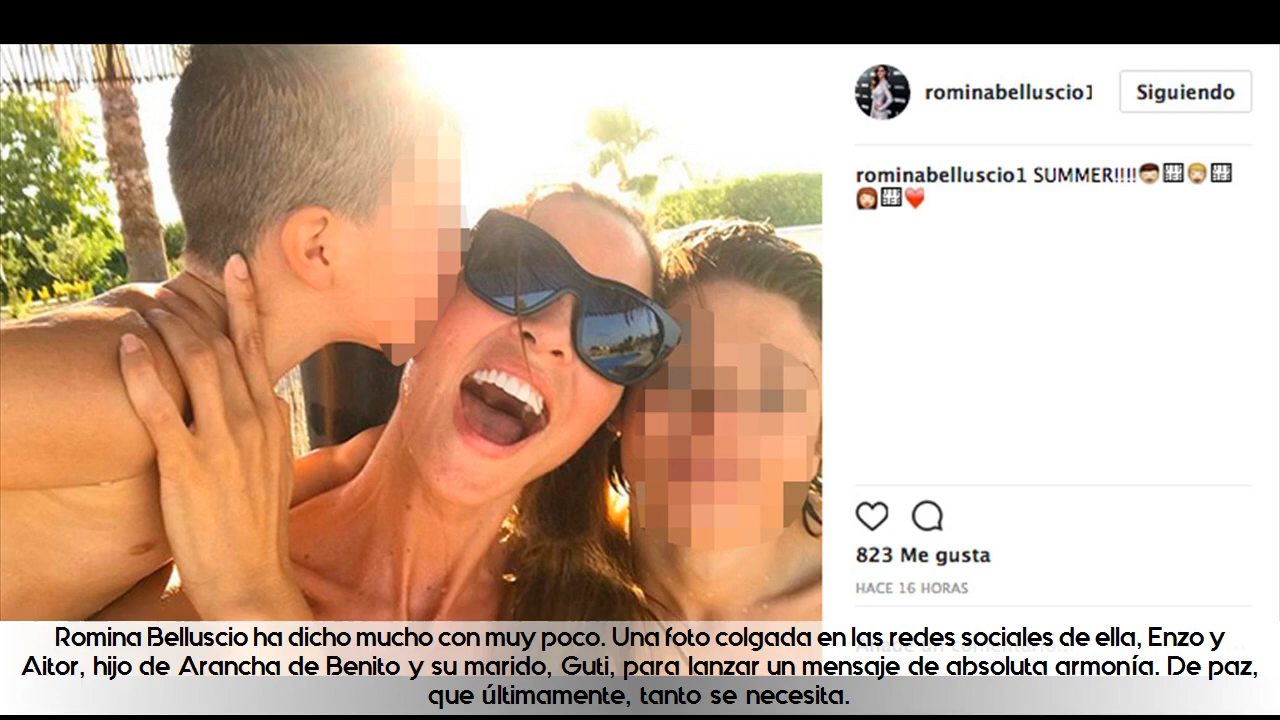 rominabelluscio1
Siguiendo
rominabelluscio1 SUMMER!!!!
823 Me gusta
HACE 16 HORAS
Romina Belluscio ha dicho mucho con muy poco. Una foto colgada en las redes sociales de ella, Enzo y
Aitor, hijo de Arancha de Benito y su marido, Guti, para lanzar un mensaje de absoluta armonía. De paz,
que últimamente, tanto se necesita.